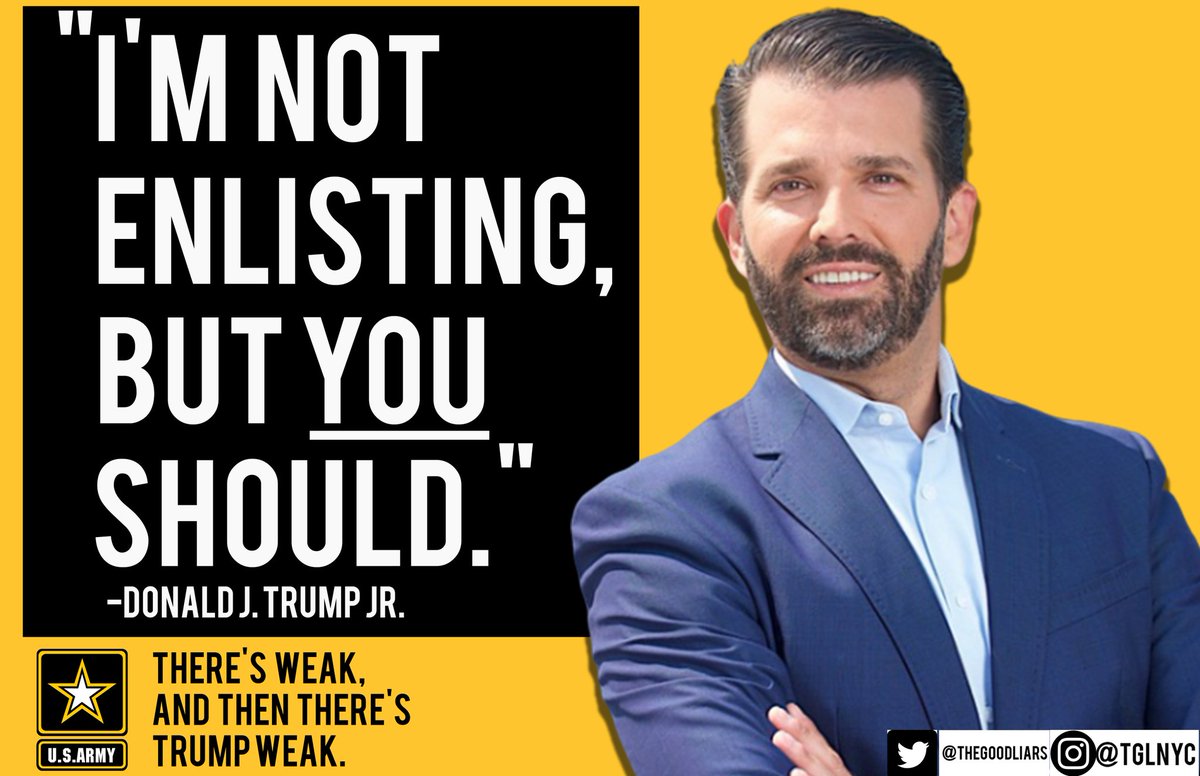 "I'M NOT
ENLISTING,
BUT YOU
SHOULD."
-DONALD J. TRUMP JR.
U.S.ARMY
THERE'S WEAK,
AND THEN THERE'S
TRUMP WEAK.
@THEGOODLIARS @TGLNYC